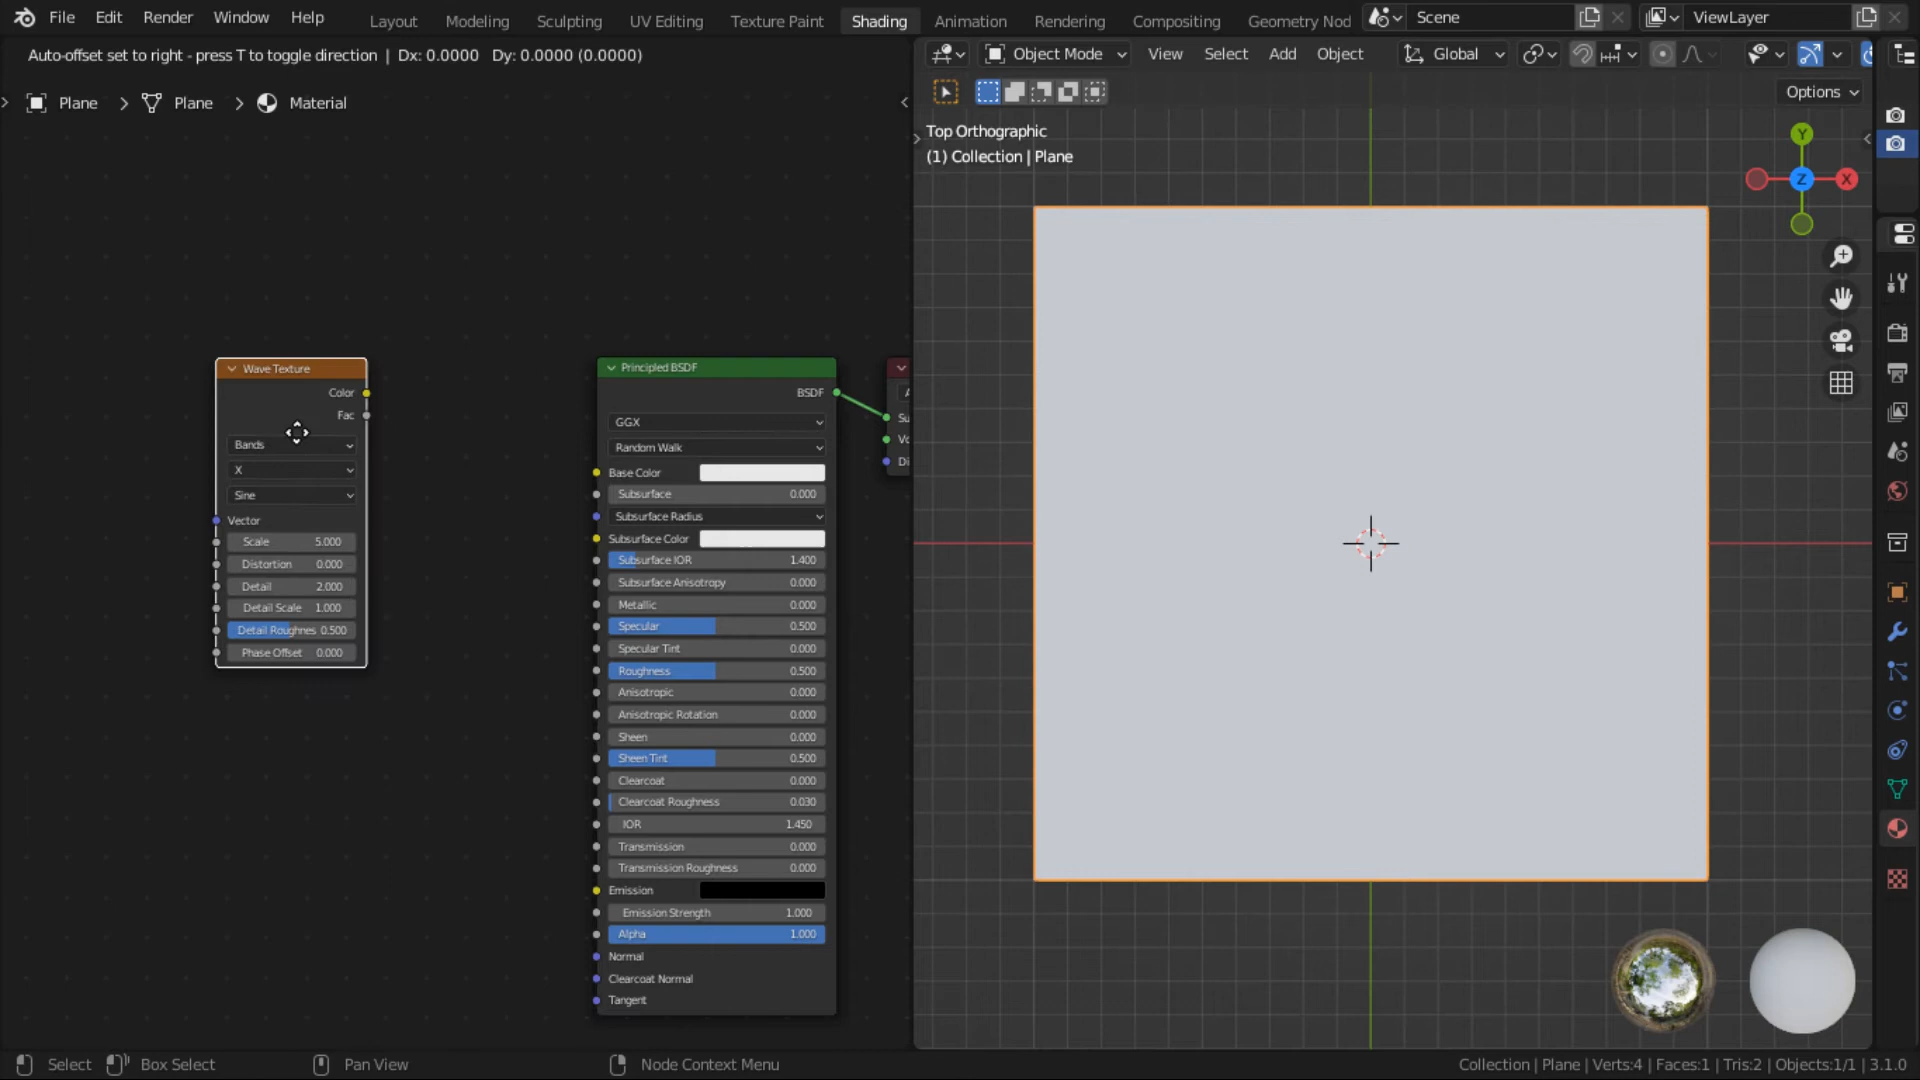 File Edit Render Window Help Layout Modeling Sculpting UV Editing Texture Paint Shading Animation Rendering Compositing Geometry Nod Scene ViewLayer
Auto-offset set to right - press T to toggle direction | Dx: 0.0000 Dy: 0.0000 (0.0000)
Object Mode View Select Add Object Global
Plane Plane Material
Options
Top Orthographic
(1) Collection | Plane
Y
Z
X
Wave Texture
Color
Fac
Bands
X
Sine
Vector
Scale 5.000
Distortion 0.000
Detail 2.000
Detail Scale 1.000
Detail Roughnes 0.500
Phase Offset 0.000
Principled BSDF
BSDF
GGX
Random Walk
Base Color
Subsurface 0.000
Subsurface Radius
Subsurface Color
Subsurface IOR 1.400
Subsurface Anisotropy 0.000
Metallic 0.000
Specular 0.500
Specular Tint 0.000
Roughness 0.500
Anisotropic 0.000
Anisotropic Rotation 0.000
Sheen 0.000
Sheen Tint 0.500
Clearcoat 0.000
Clearcoat Roughness 0.030
IOR 1.450
Transmission 0.000
Transmission Roughness 0.000
Emission
Emission Strength 1.000
Alpha 1.000
Normal
Clearcoat Normal
Tangent
Su
Vo
Di
Select Box Select Pan View Node Context Menu Collection | Plane | Verts:4 | Faces:1 | Tris:2 | Objects:1/1 | 3.1.0